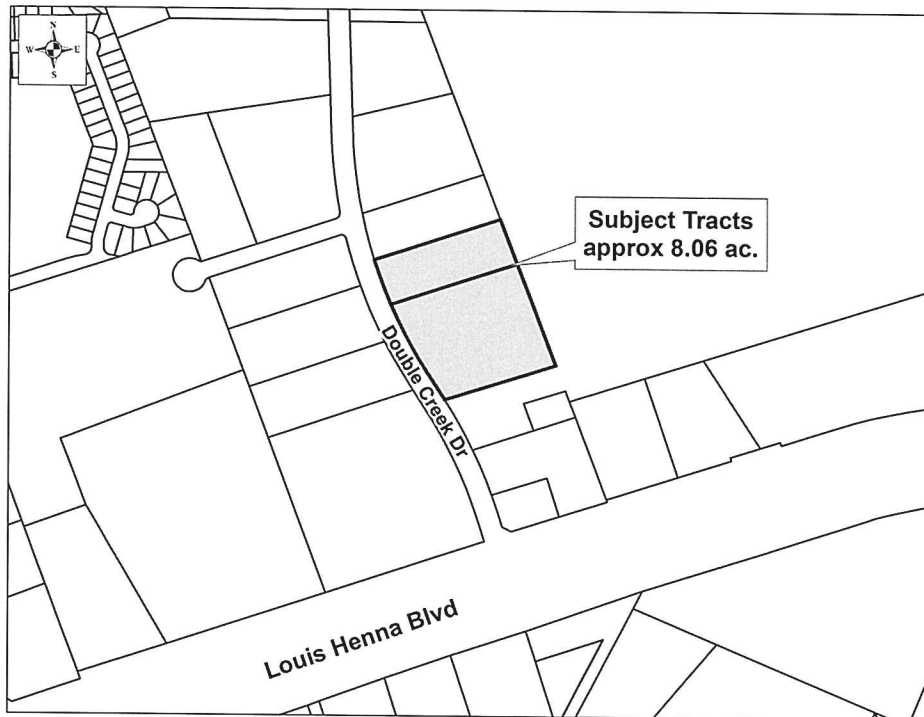 N
W E
S
Subject Tracts
approx 8.06 ac.
Double Creek Dr
Louis Henna Blvd